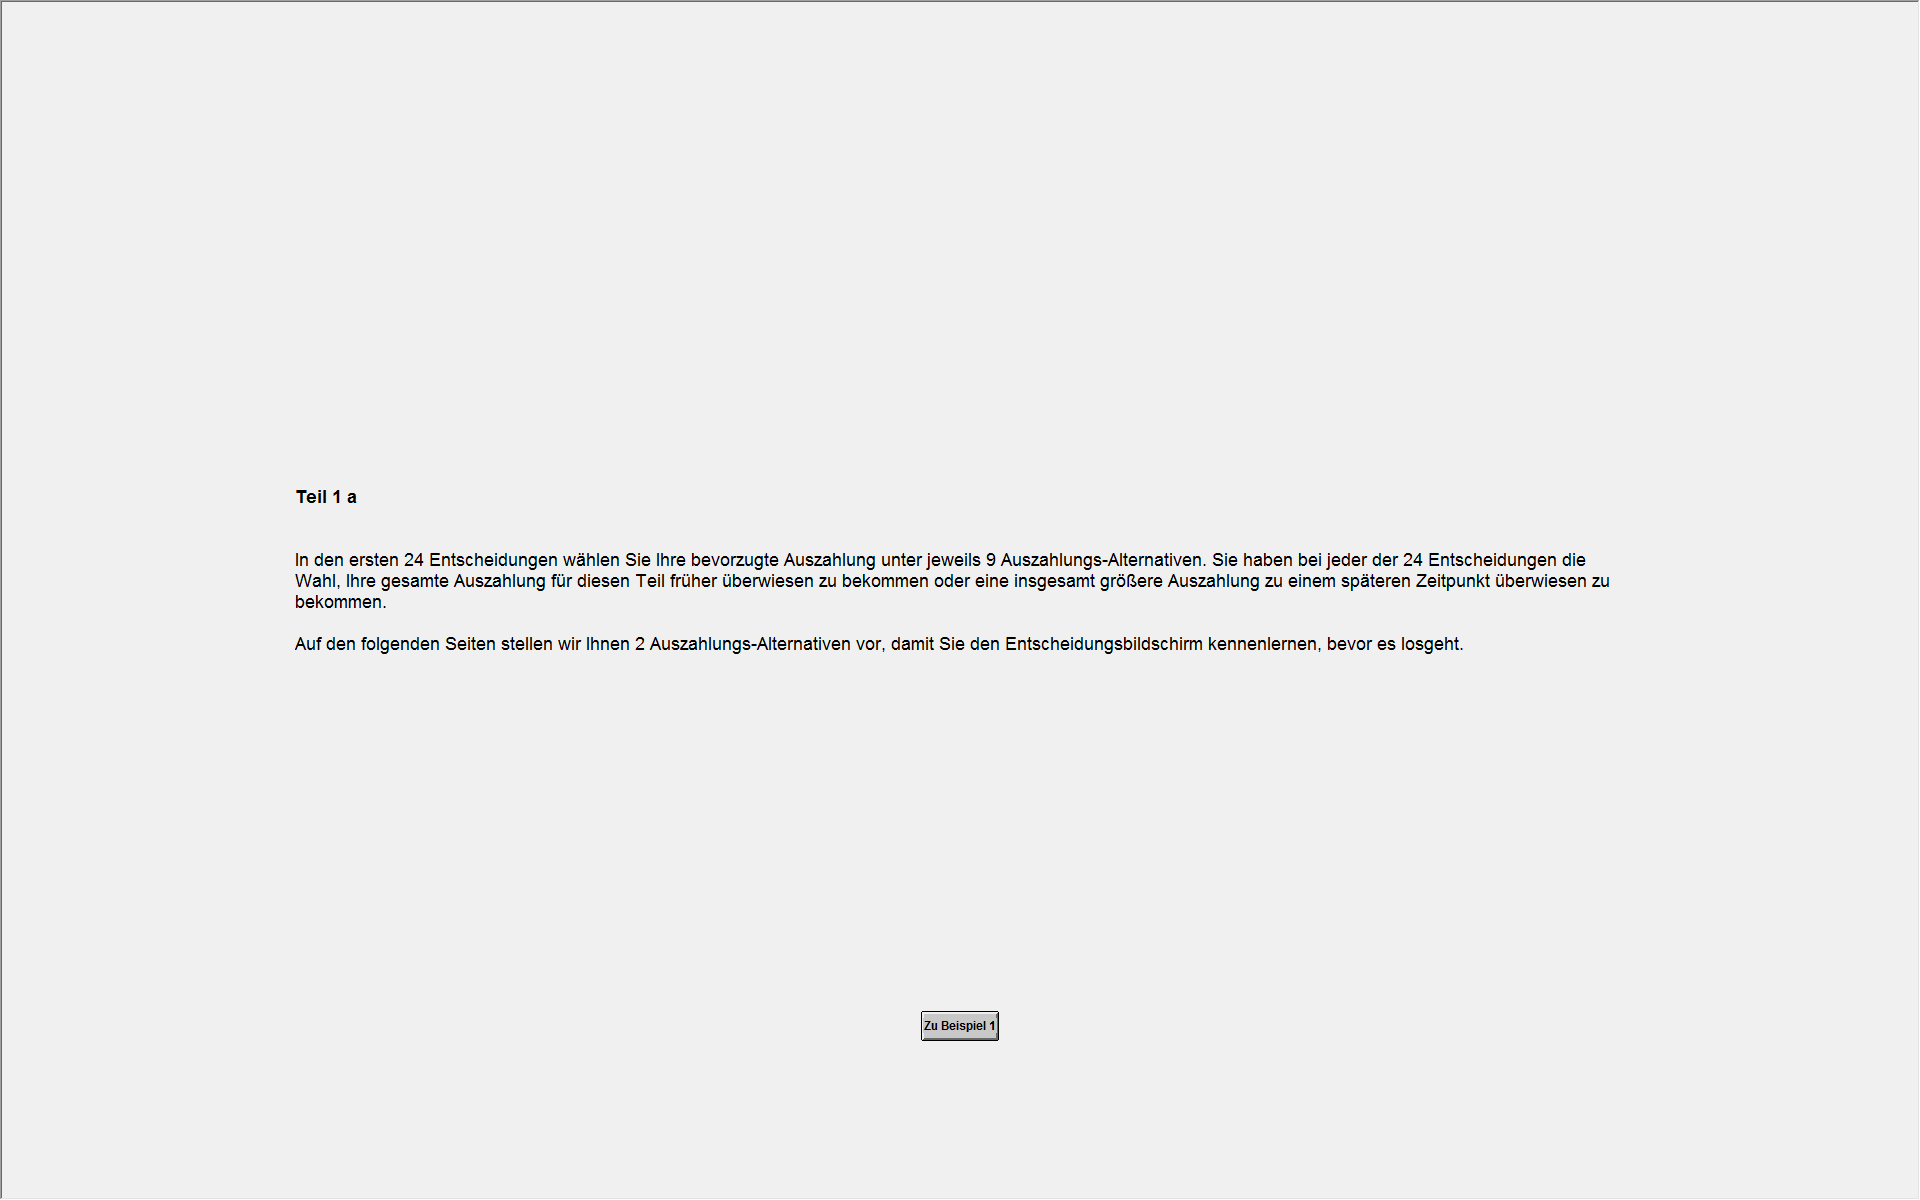 Teil 1 a
In den ersten 24 Entscheidungen wählen Sie Ihre bevorzugte Auszahlung unter jeweils 9 Auszahlungs-Alternativen. Sie haben bei jeder der 24 Entscheidungen die
Wahl, Ihre gesamte Auszahlung für diesen Teil früher überwiesen zu bekommen oder eine insgesamt größere Auszahlung zu einem späteren Zeitpunkt überwiesen zu
bekommen.
Auf den folgenden Seiten stellen wir Ihnen 2 Auszahlungs-Alternativen vor, damit Sie den Entscheidungsbildschirm kennenlernen, bevor es losgeht.
Zu Beispiel 1